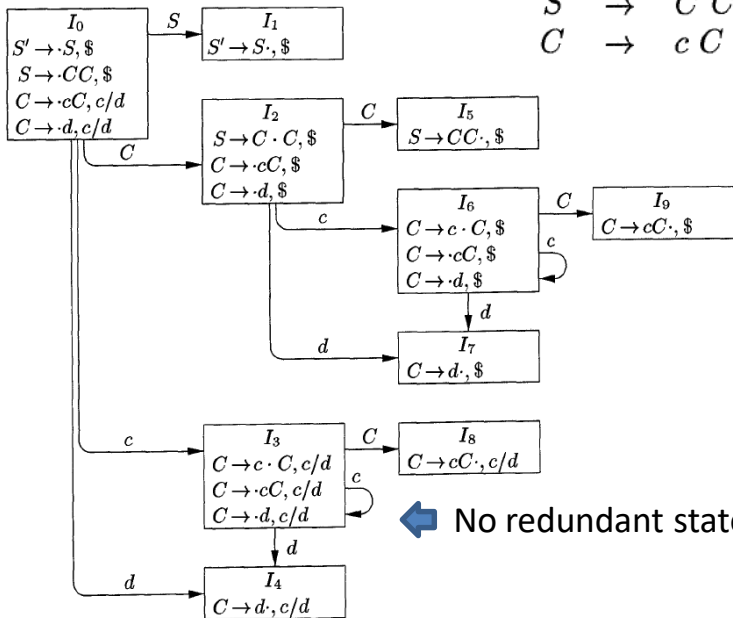 S → C C
C → c C
I₀
S′ → ·S, $
S → ·CC, $
C → ·cC, c/d
C → ·d, c/d
S
I₁
S′ → S·, $
C
I₂
S → C · C, $
C → ·cC, $
C → ·d, $
C
I₅
S → CC·, $
c
I₆
C → c · C, $
C → ·cC, $
C → ·d, $
C
I₉
C → cC·, $
c
d
d
I₇
C → d·, $
c
I₃
C → c · C, c/d
C → ·cC, c/d
C → ·d, c/d
C
I₈
C → cC·, c/d
c
No redundant state
d
d
I₄
C → d·, c/d